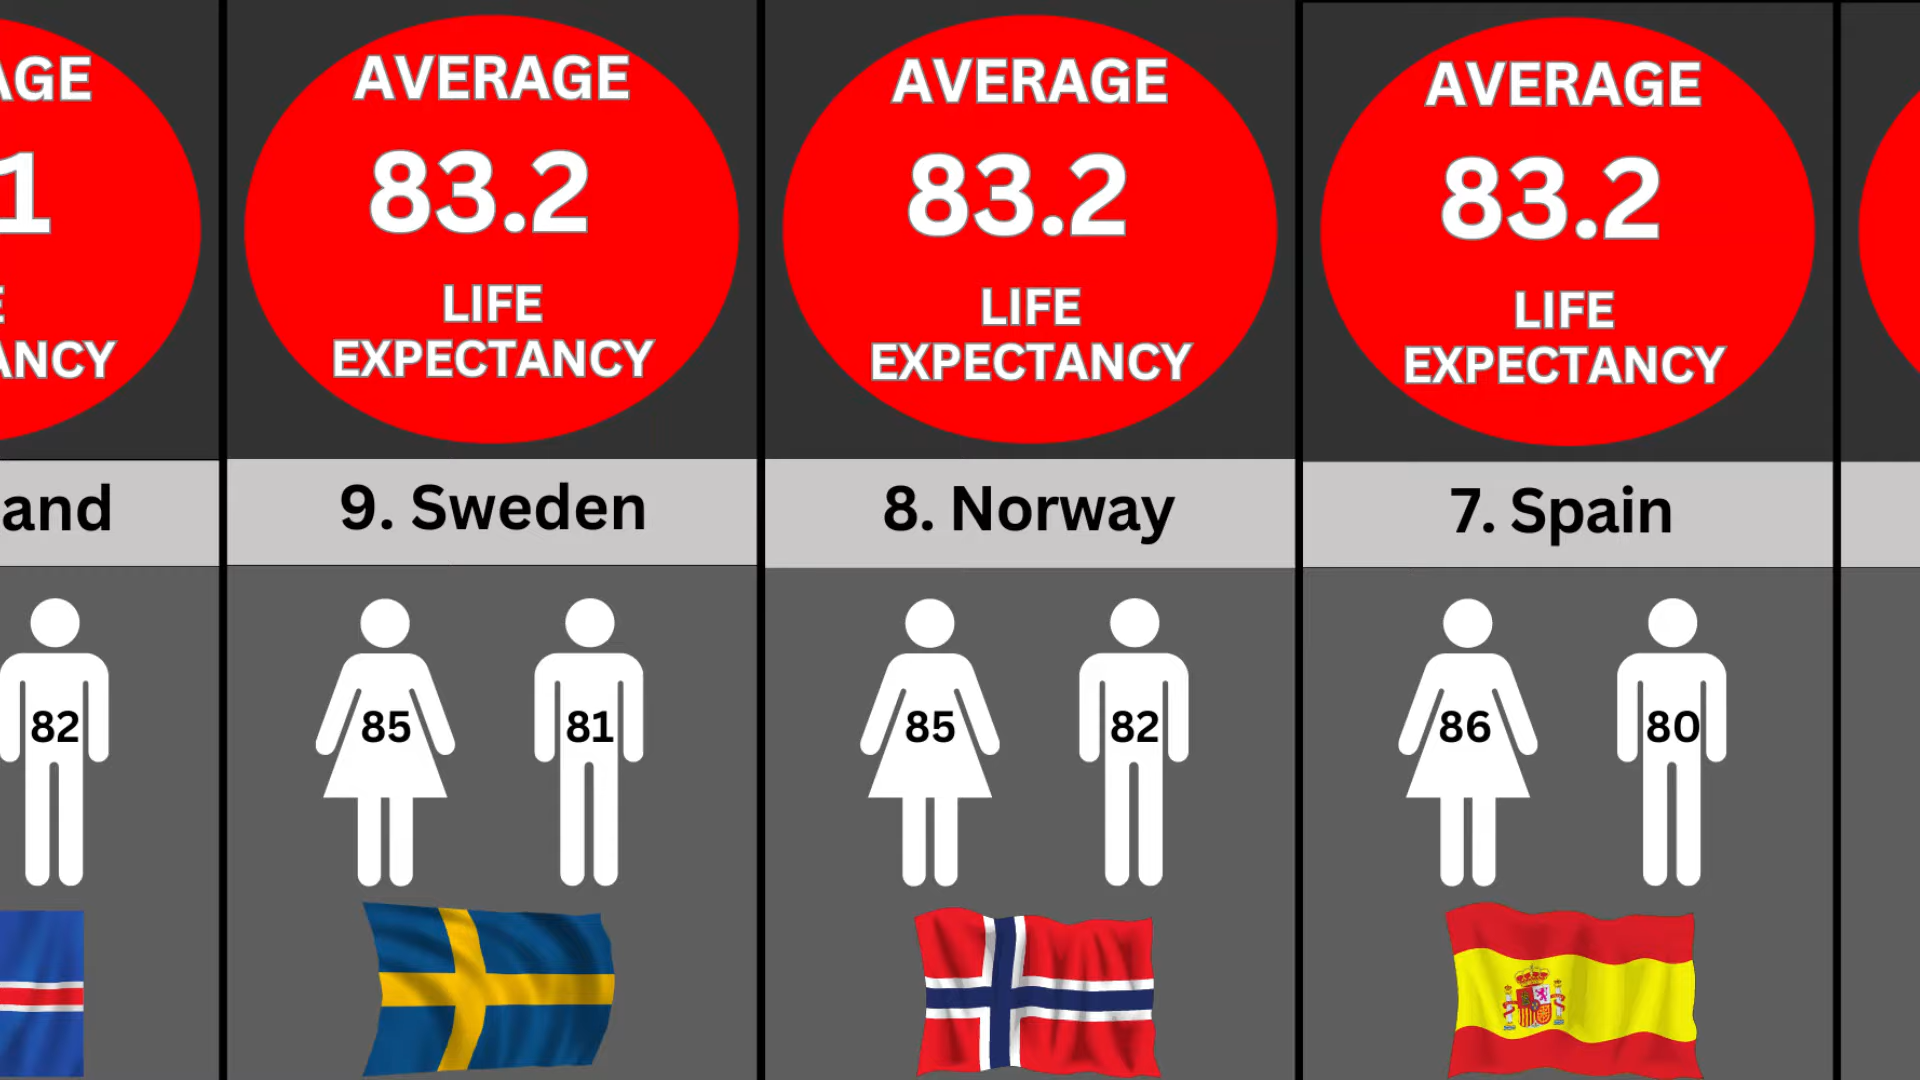 AGE
1
E
ANCY
and
82
AVERAGE
83.2
LIFE
EXPECTANCY
9. Sweden
85 81
AVERAGE
83.2
LIFE
EXPECTANCY
8. Norway
85 82
AVERAGE
83.2
LIFE
EXPECTANCY
7. Spain
86 80